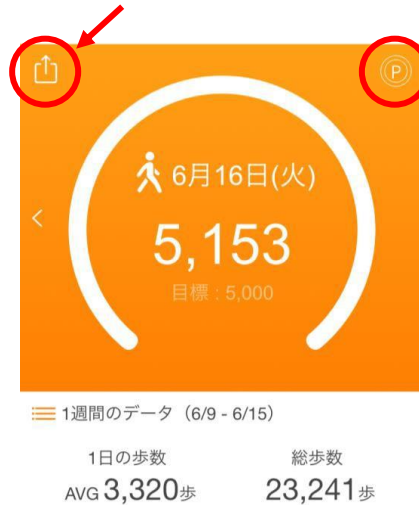 P
6月16日(火)
5,153
目標：5,000
1週間のデータ（6/9 - 6/15）
1日の歩数 総歩数
AVG 3,320歩 23,241歩